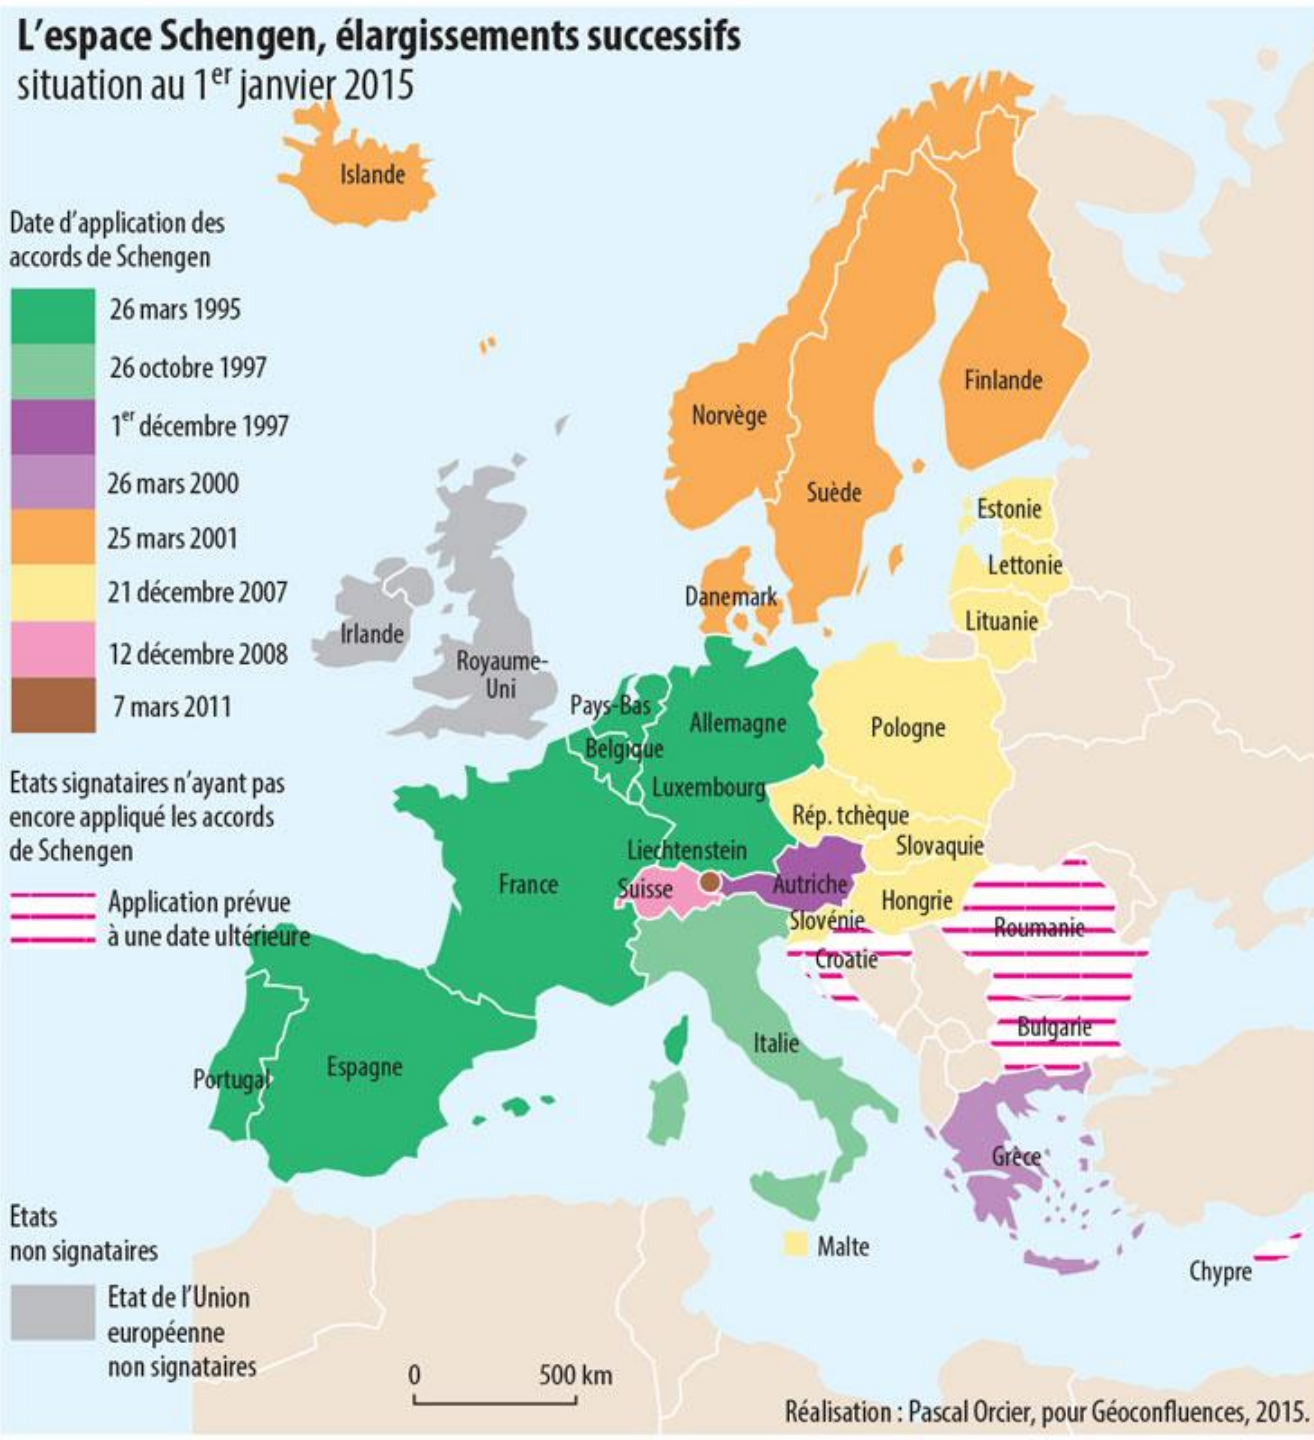 L'espace Schengen, élargissements successifs
situation au 1er janvier 2015
Islande
Date d'application des
accords de Schengen
26 mars 1995
26 octobre 1997
1er décembre 1997
26 mars 2000
25 mars 2001
21 décembre 2007
12 décembre 2008
7 mars 2011
Etats signataires n'ayant pas
encore appliqué les accords
de Schengen
Application prévue
à une date ultérieure
Etats
non signataires
Etat de l'Union
européenne
non signataires
Norvège
Finlande
Suède
Estonie
Lettonie
Lituanie
Danemark
Irlande
Royaume-
Uni
Pays-Bas
Allemagne
Pologne
Belgique
Luxembourg
Rép. tchèque
Slovaquie
Liechtenstein
France
Suisse
Autriche
Hongrie
Slovénie
Roumanie
Croatie
Bulgarie
Italie
Espagne
Portugal
Grèce
Malte
Chypre
0 500 km
Réalisation : Pascal Orcier, pour Géoconfluences, 2015.